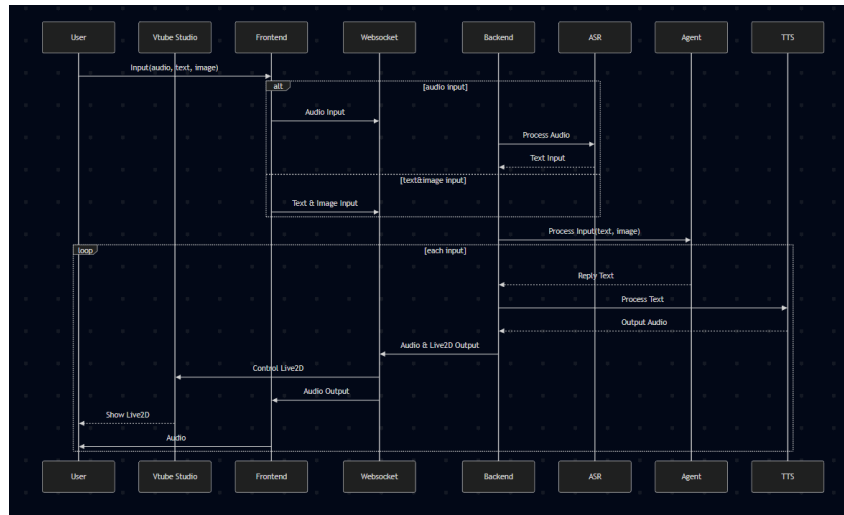 User Vtube Studio Frontend Websocket Backend ASR Agent TTS
Input(audio, text, image)
alt [audio input]
Audio Input
Process Audio
Text Input
[text&image input]
Text & Image Input
Process Input(text, image)
loop [each input]
Reply Text
Process Text
Output Audio
Audio & Live2D Output
Control Live2D
Audio Output
Show Live2D
Audio
User Vtube Studio Frontend Websocket Backend ASR Agent TTS